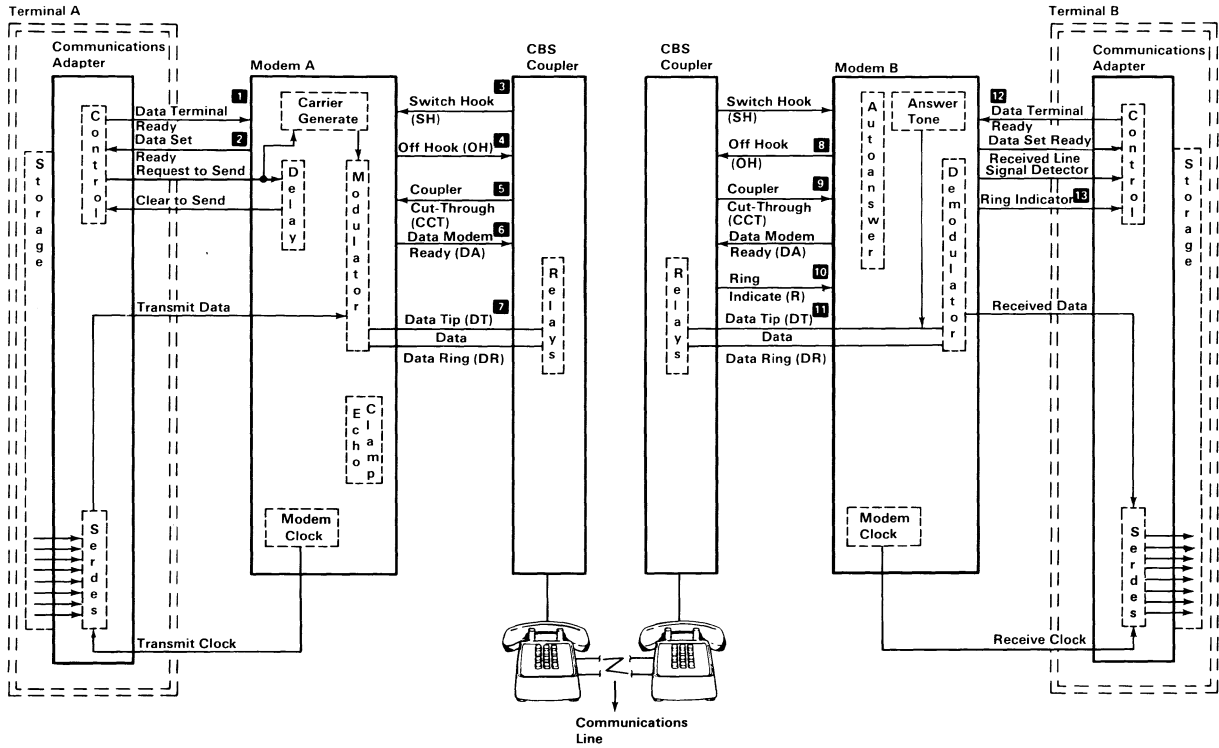 Terminal A
Communications
Adapter
Control
Storage
Serdes
1
Data Terminal
Ready
2
Data Set
Ready
Request to Send
Clear to Send
Transmit Data
Transmit Clock
Modem A
Carrier
Generate
Delay
Modulator
Echo
Clamp
Modem
Clock
3
Switch Hook
(SH)
4
Off Hook (OH)
5
Coupler
Cut-Through
(CCT)
6
Data Modem
Ready (DA)
7
Data Tip (DT)
Data
Data Ring (DR)
CBS
Coupler
Relays
CBS
Coupler
Relays
Switch Hook
(SH)
Off Hook
8
(OH)
Coupler
9
Cut-Through
(CCT)
Data Modem
Ready (DA)
10
Ring
Indicate (R)
11
Data Tip (DT)
Data
Data Ring (DR)
Modem B
Autoanswer
Answer
Tone
Demodulator
Modem
Clock
12
Data Terminal
Ready
Data Set Ready
Received Line
Signal Detector
Ring Indicator
13
Received Data
Receive Clock
Terminal B
Communications
Adapter
Control
Storage
Serdes
Communications
Line